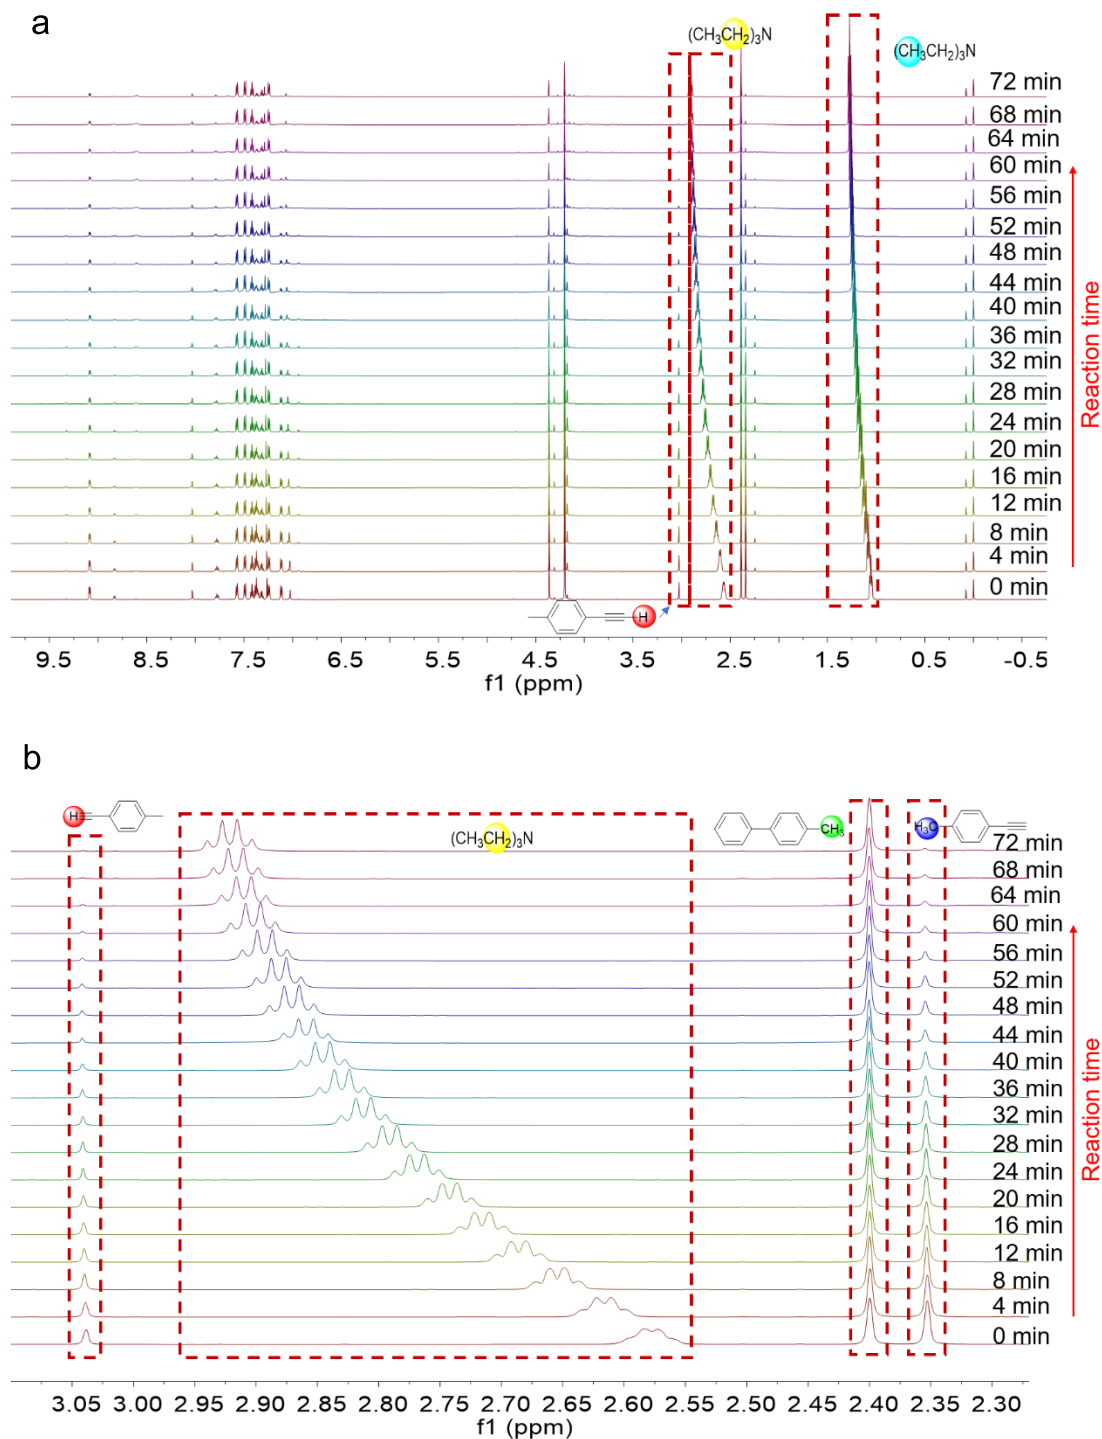 a
(CH3CH2)3N
(CH3CH2)3N
72 min
68 min
64 min
60 min
56 min
52 min
48 min
44 min
40 min
36 min
32 min
28 min
24 min
20 min
16 min
12 min
8 min
4 min
0 min
Reaction time
H
9.5 8.5 7.5 6.5 5.5 4.5 3.5 2.5 1.5 0.5 -0.5
f1 (ppm)
b
H
(CH3CH2)3N
CH3
H3C
72 min
68 min
64 min
60 min
56 min
52 min
48 min
44 min
40 min
36 min
32 min
28 min
24 min
20 min
16 min
12 min
8 min
4 min
0 min
Reaction time
3.05 3.00 2.95 2.90 2.85 2.80 2.75 2.70 2.65 2.60 2.55 2.50 2.45 2.40 2.35 2.30
f1 (ppm)